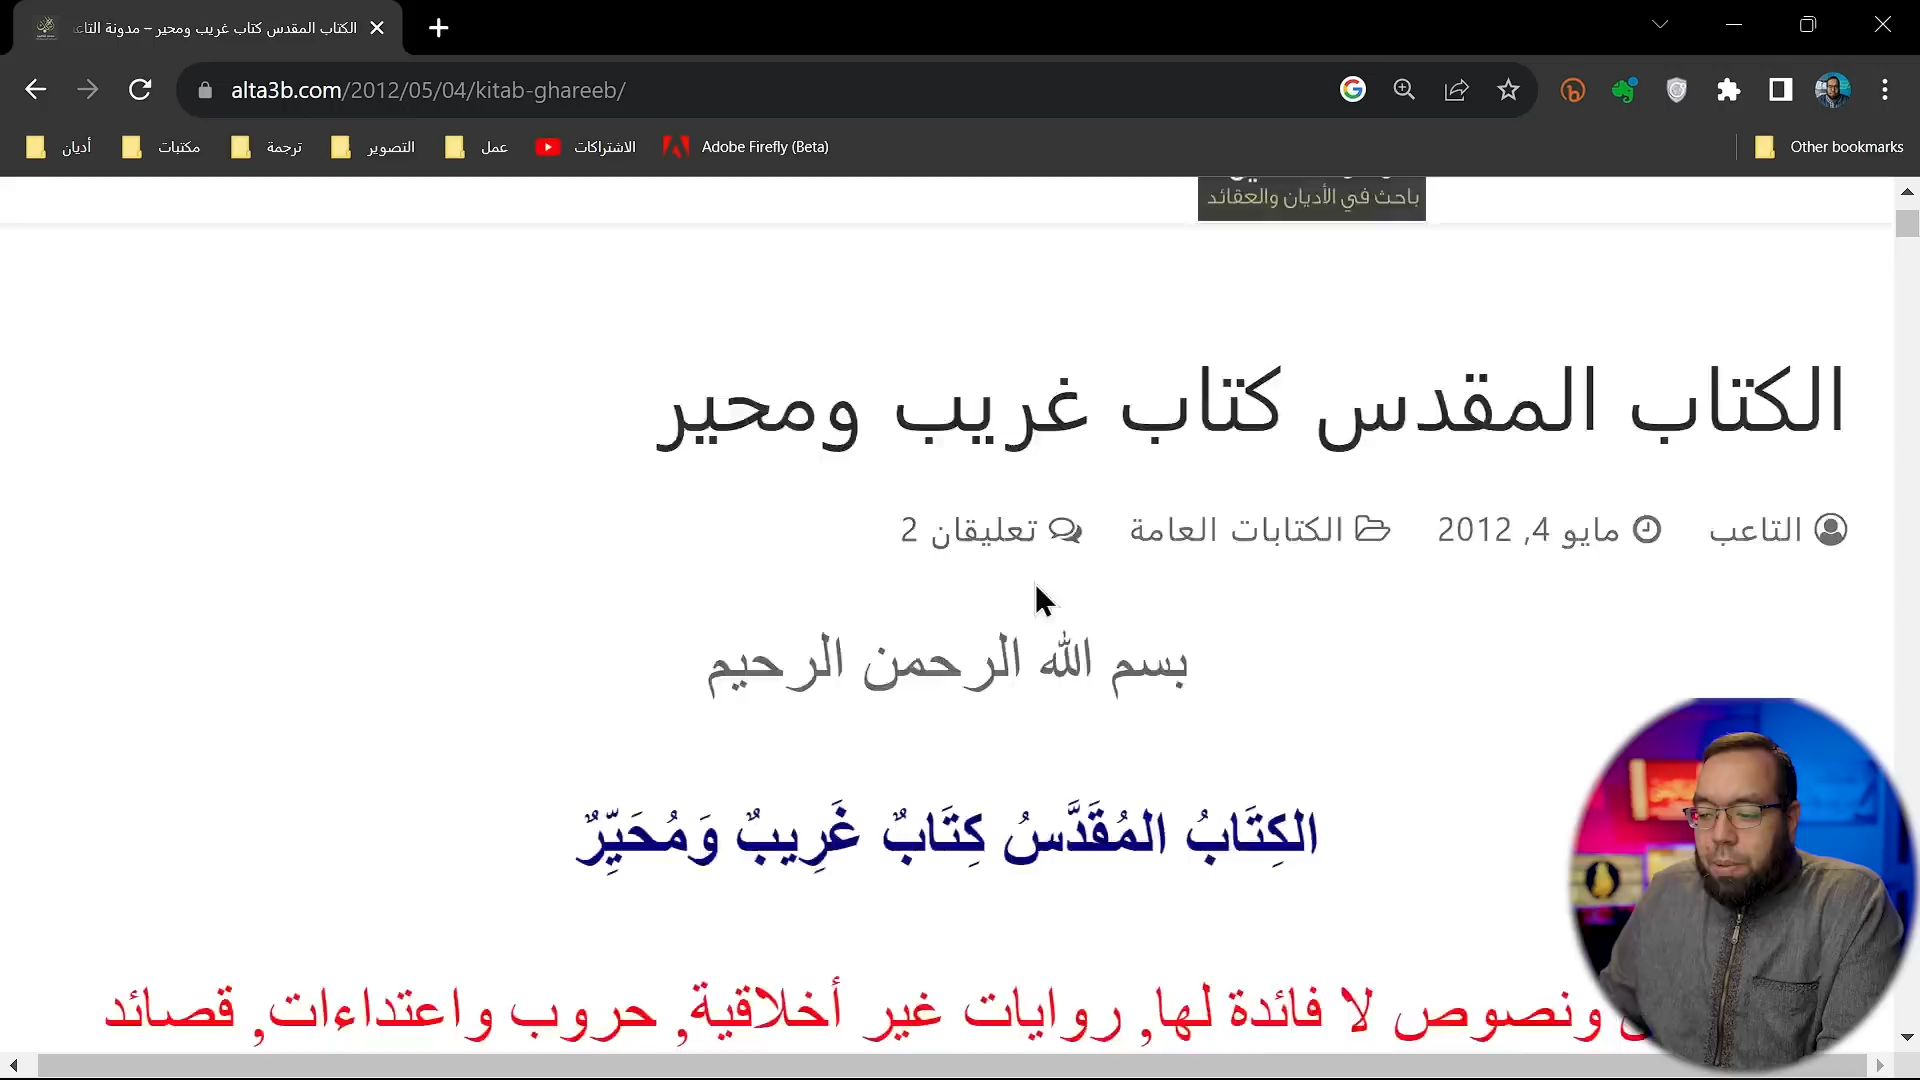 الكتاب المقدس كتاب غريب ومحير – مدونة التاعـ
alta3b.com/2012/05/04/kitab-ghareeb/
أديان
مكتبات
ترجمة
التصوير
عمل
الاشتراكات
Adobe Firefly (Beta)
Other bookmarks
باحث في الأديان والعقائد
الكتاب المقدس كتاب غريب ومحير
التاعب مايو 4, 2012 الكتابات العامة تعليقان 2
بسم الله الرحمن الرحيم
الكِتَابُ المُقَدَّسُ كِتَابٌ غَرِيبٌ وَمُحَيِّرٌ
ونصوص لا فائدة لها, روايات غير أخلاقية, حروب واعتداءات, قصائد